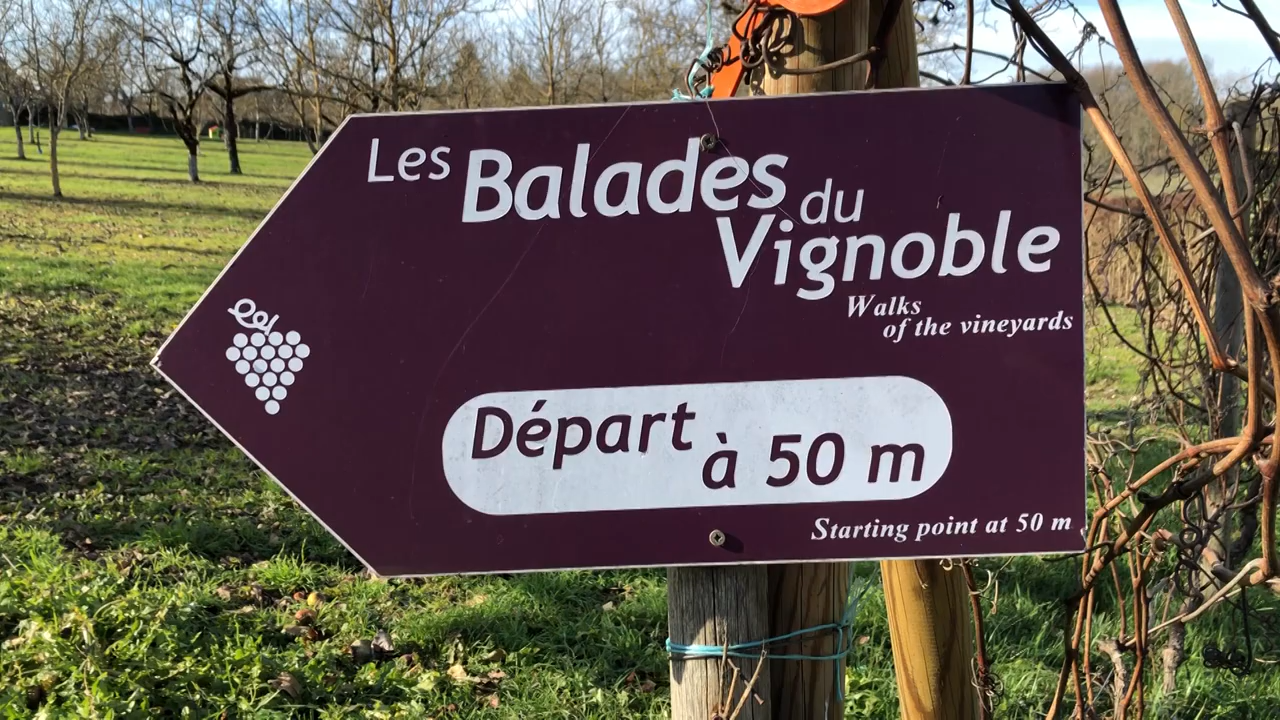 Les Balades du
Vignoble
Walks
of the vineyards
Départ à 50 m
Starting point at 50 m